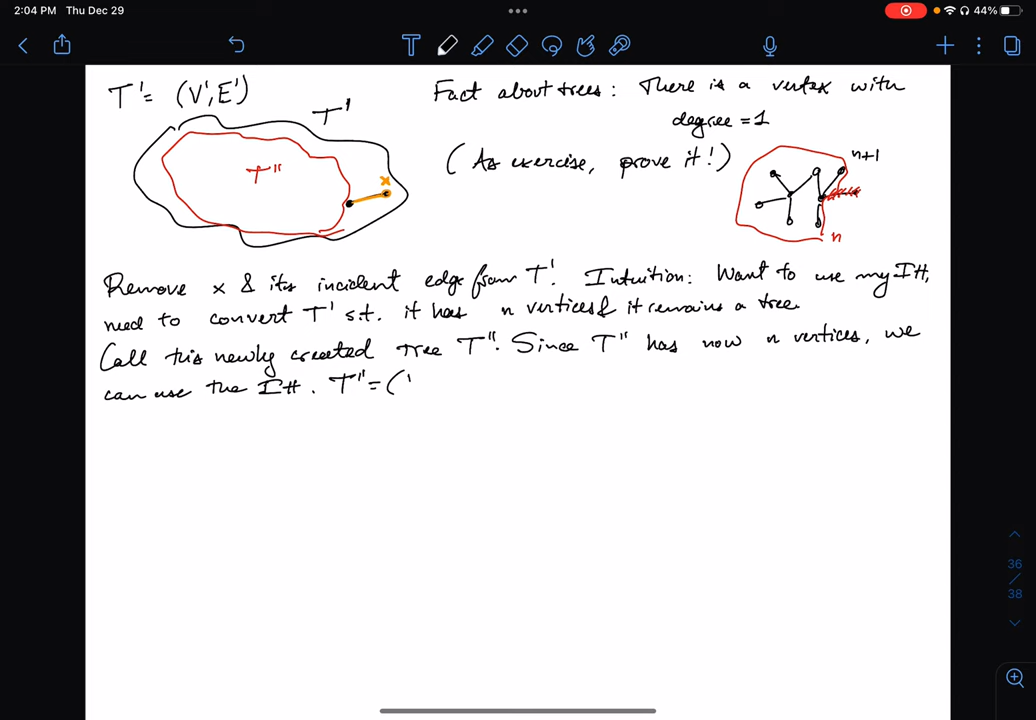 2:04 PM Thu Dec 29
44%
T' = (V', E')
T'
T"
x
Fact about trees: There is a vertex with
degree = 1
(As exercise, prove it!)
n+1
n
Remove x & its incident edge from T'. Intuition: Want to use my IH,
need to convert T' s.t. it has n vertices & it remains a tree
Call this newly created tree T". Since T" has now n vertices, we
can use the IH. T" = ('
36
/
38